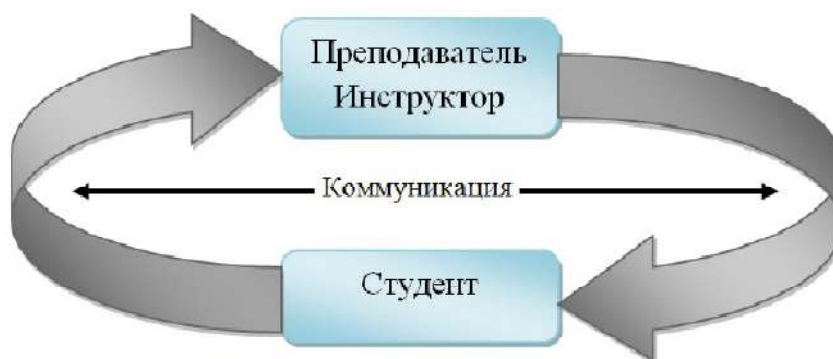 Преподаватель
Инструктор
Коммуникация
Студент